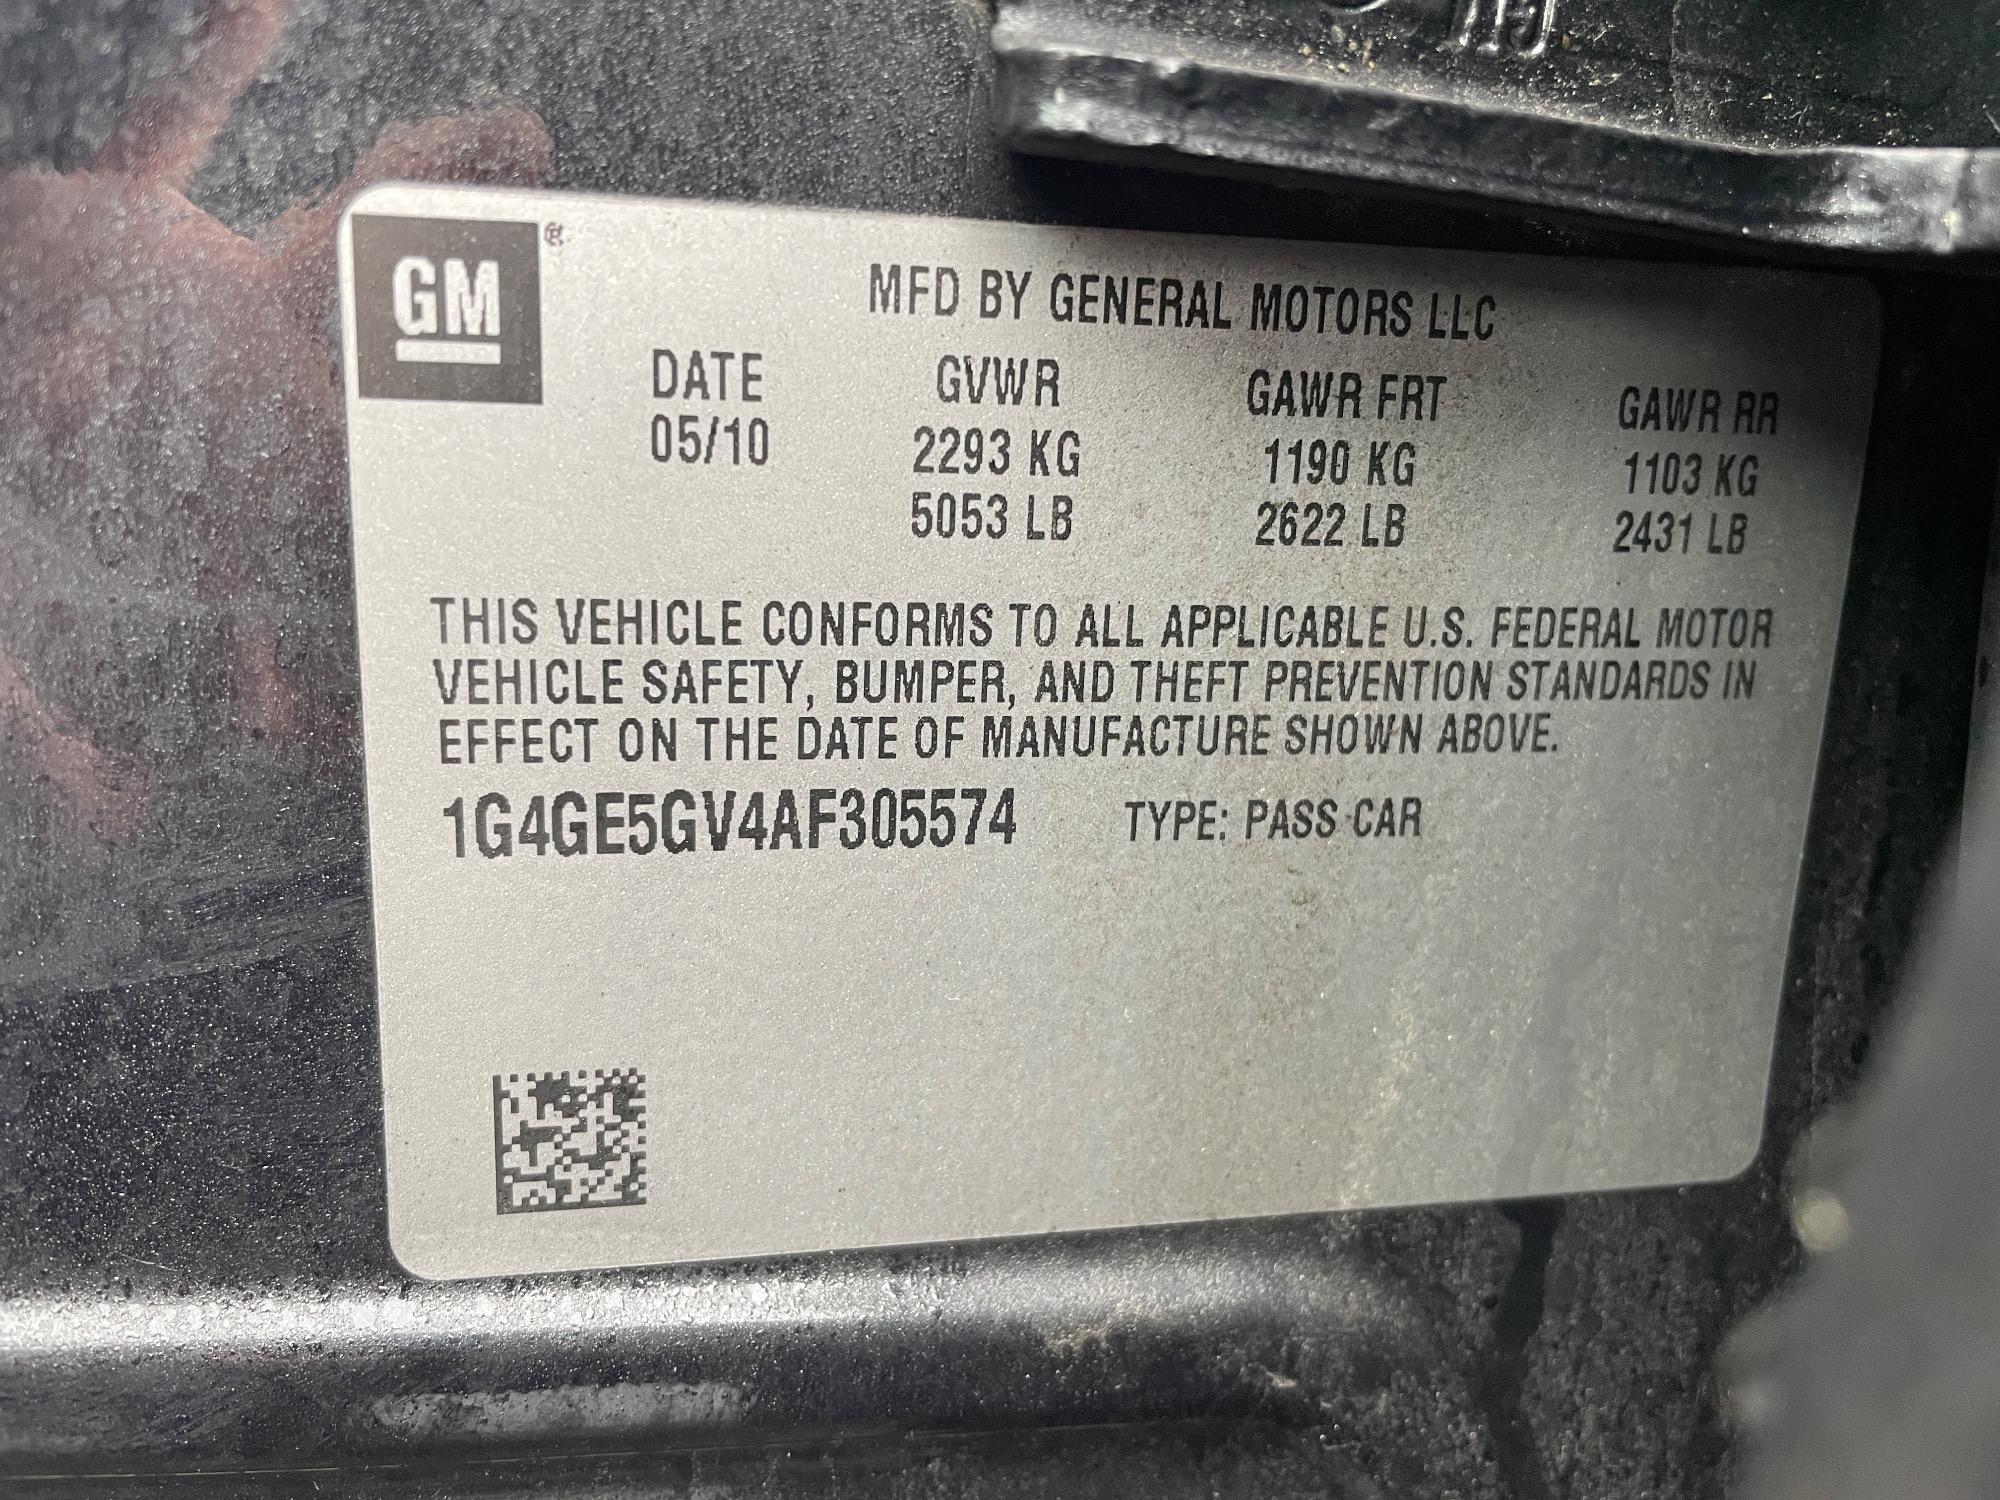 GM®
MFD BY GENERAL MOTORS LLC
DATE GVWR GAWR FRT GAWR RR
05/10 2293 KG 1190 KG 1103 KG
5053 LB 2622 LB 2431 LB
THIS VEHICLE CONFORMS TO ALL APPLICABLE U.S. FEDERAL MOTOR
VEHICLE SAFETY, BUMPER, AND THEFT PREVENTION STANDARDS IN
EFFECT ON THE DATE OF MANUFACTURE SHOWN ABOVE.
1G4GE5GV4AF305574 TYPE: PASS CAR